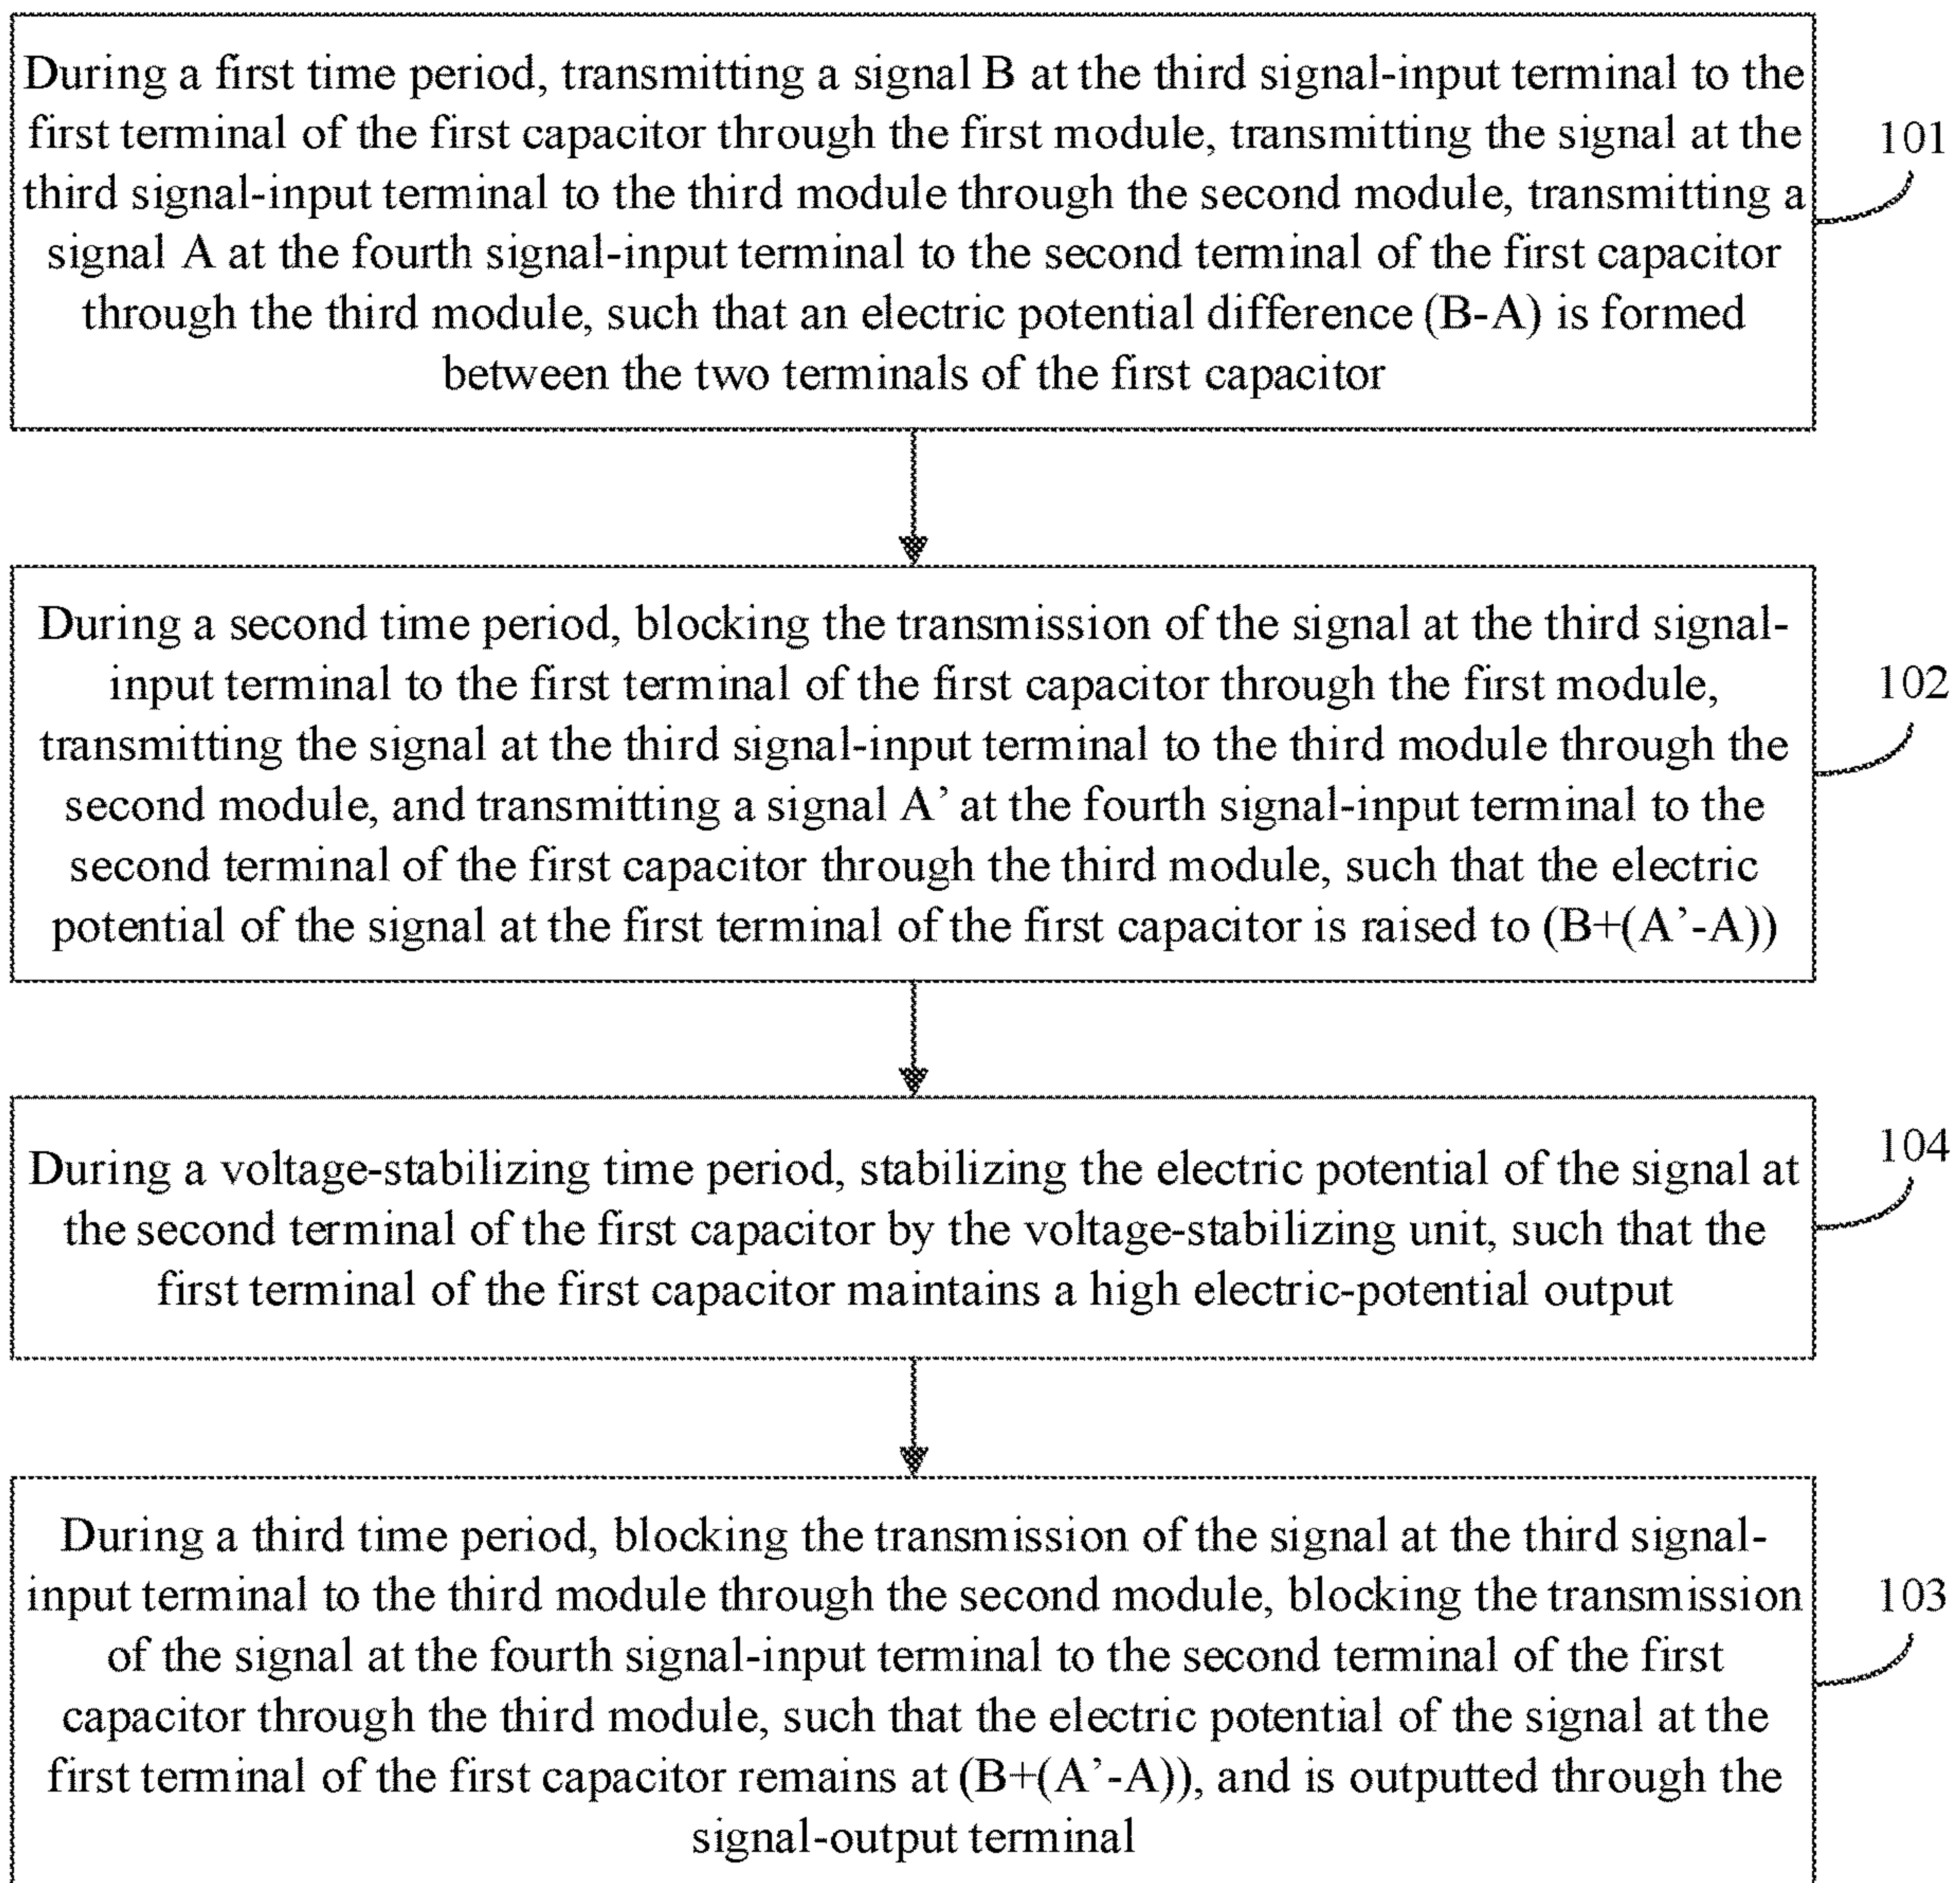 During a first time period, transmitting a signal B at the third signal-input terminal to the
first terminal of the first capacitor through the first module, transmitting the signal at the
third signal-input terminal to the third module through the second module, transmitting a
signal A at the fourth signal-input terminal to the second terminal of the first capacitor
through the third module, such that an electric potential difference (B-A) is formed
between the two terminals of the first capacitor
101
During a second time period, blocking the transmission of the signal at the third signal-
input terminal to the first terminal of the first capacitor through the first module,
transmitting the signal at the third signal-input terminal to the third module through the
second module, and transmitting a signal A’ at the fourth signal-input terminal to the
second terminal of the first capacitor through the third module, such that the electric
potential of the signal at the first terminal of the first capacitor is raised to (B+(A’-A))
102
During a voltage-stabilizing time period, stabilizing the electric potential of the signal at
the second terminal of the first capacitor by the voltage-stabilizing unit, such that the
first terminal of the first capacitor maintains a high electric-potential output
104
During a third time period, blocking the transmission of the signal at the third signal-
input terminal to the third module through the second module, blocking the transmission
of the signal at the fourth signal-input terminal to the second terminal of the first
capacitor through the third module, such that the electric potential of the signal at the
first terminal of the first capacitor remains at (B+(A’-A)), and is outputted through the
signal-output terminal
103